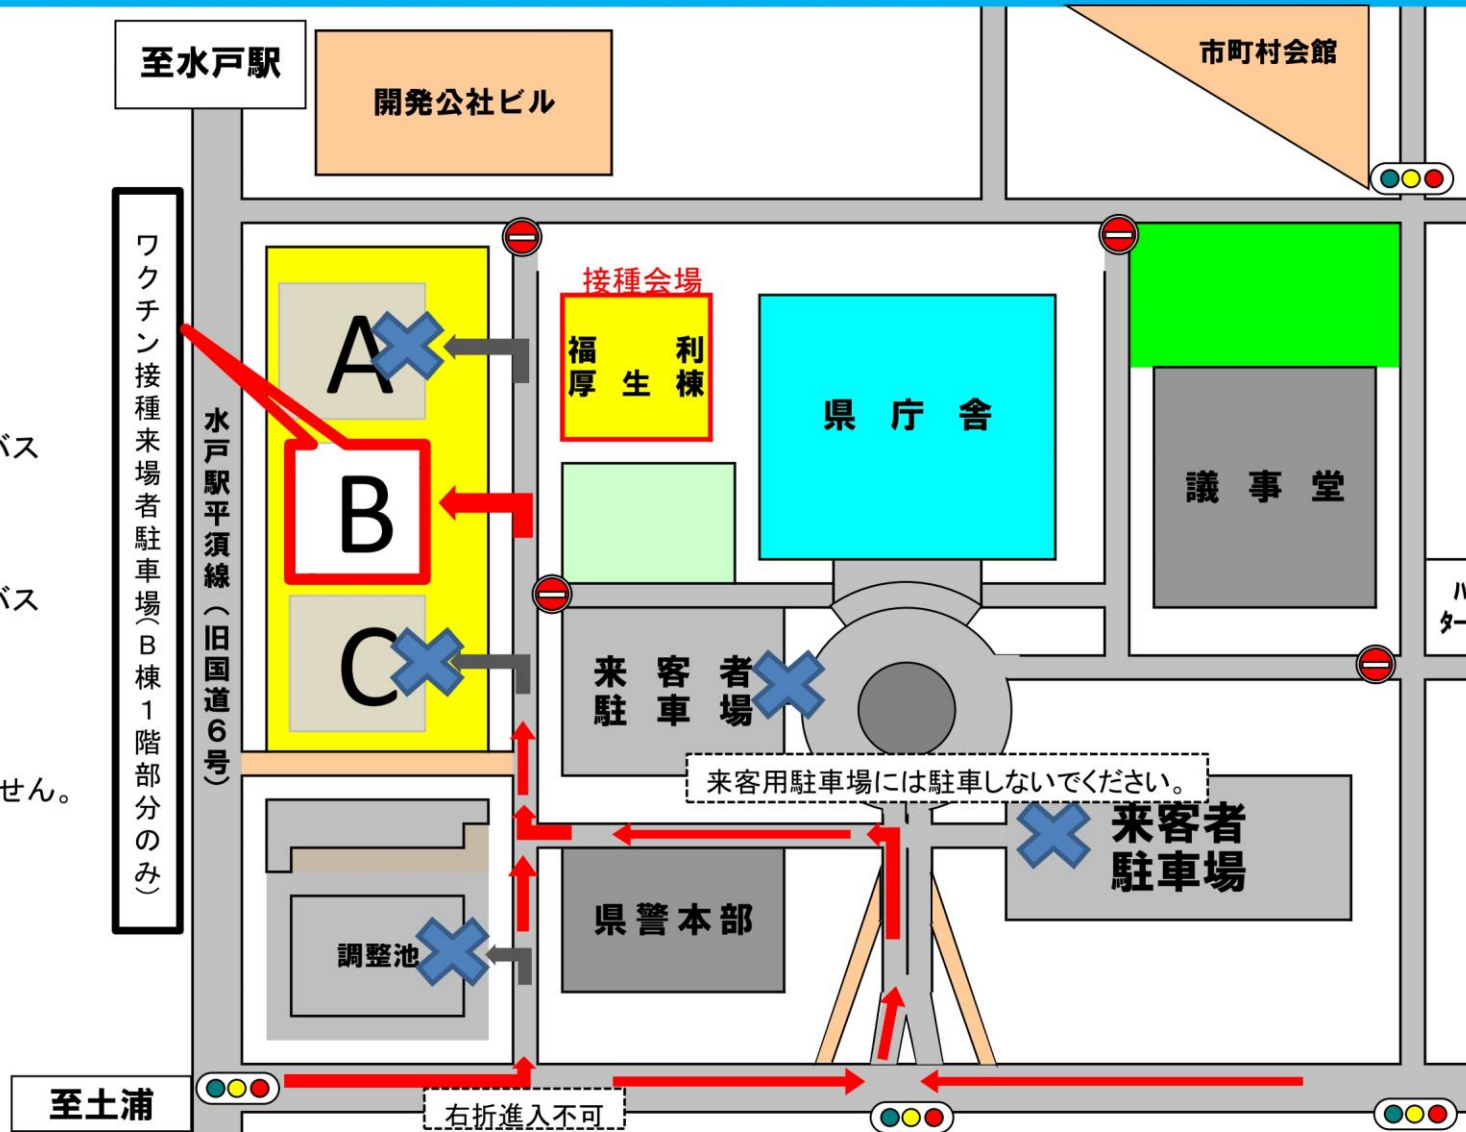 至水戸駅
開発公社ビル
市町村会館
ワクチン接種来場者駐車場(B棟1階部分のみ)
水戸駅平須線(旧国道6号)
接種会場
A
福利
厚生棟
県庁舎
バス
B
議事堂
バス
C
来客者
駐車場
せん。
来客用駐車場には駐車しないでください。
来客者
駐車場
県警本部
調整池
至土浦
右折進入不可